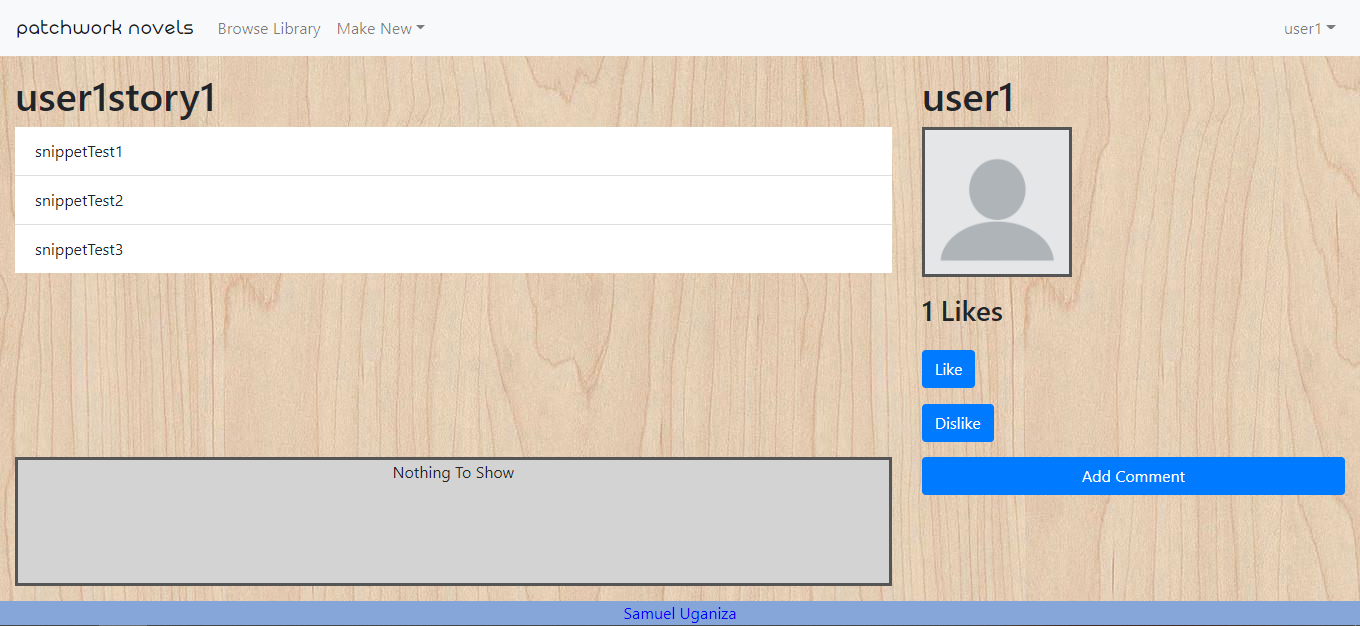 patchwork novels Browse Library Make New user1
user1story1
snippetTest1
snippetTest2
snippetTest3
user1
1 Likes
Like
Dislike
Add Comment
Nothing To Show
Samuel Uganiza